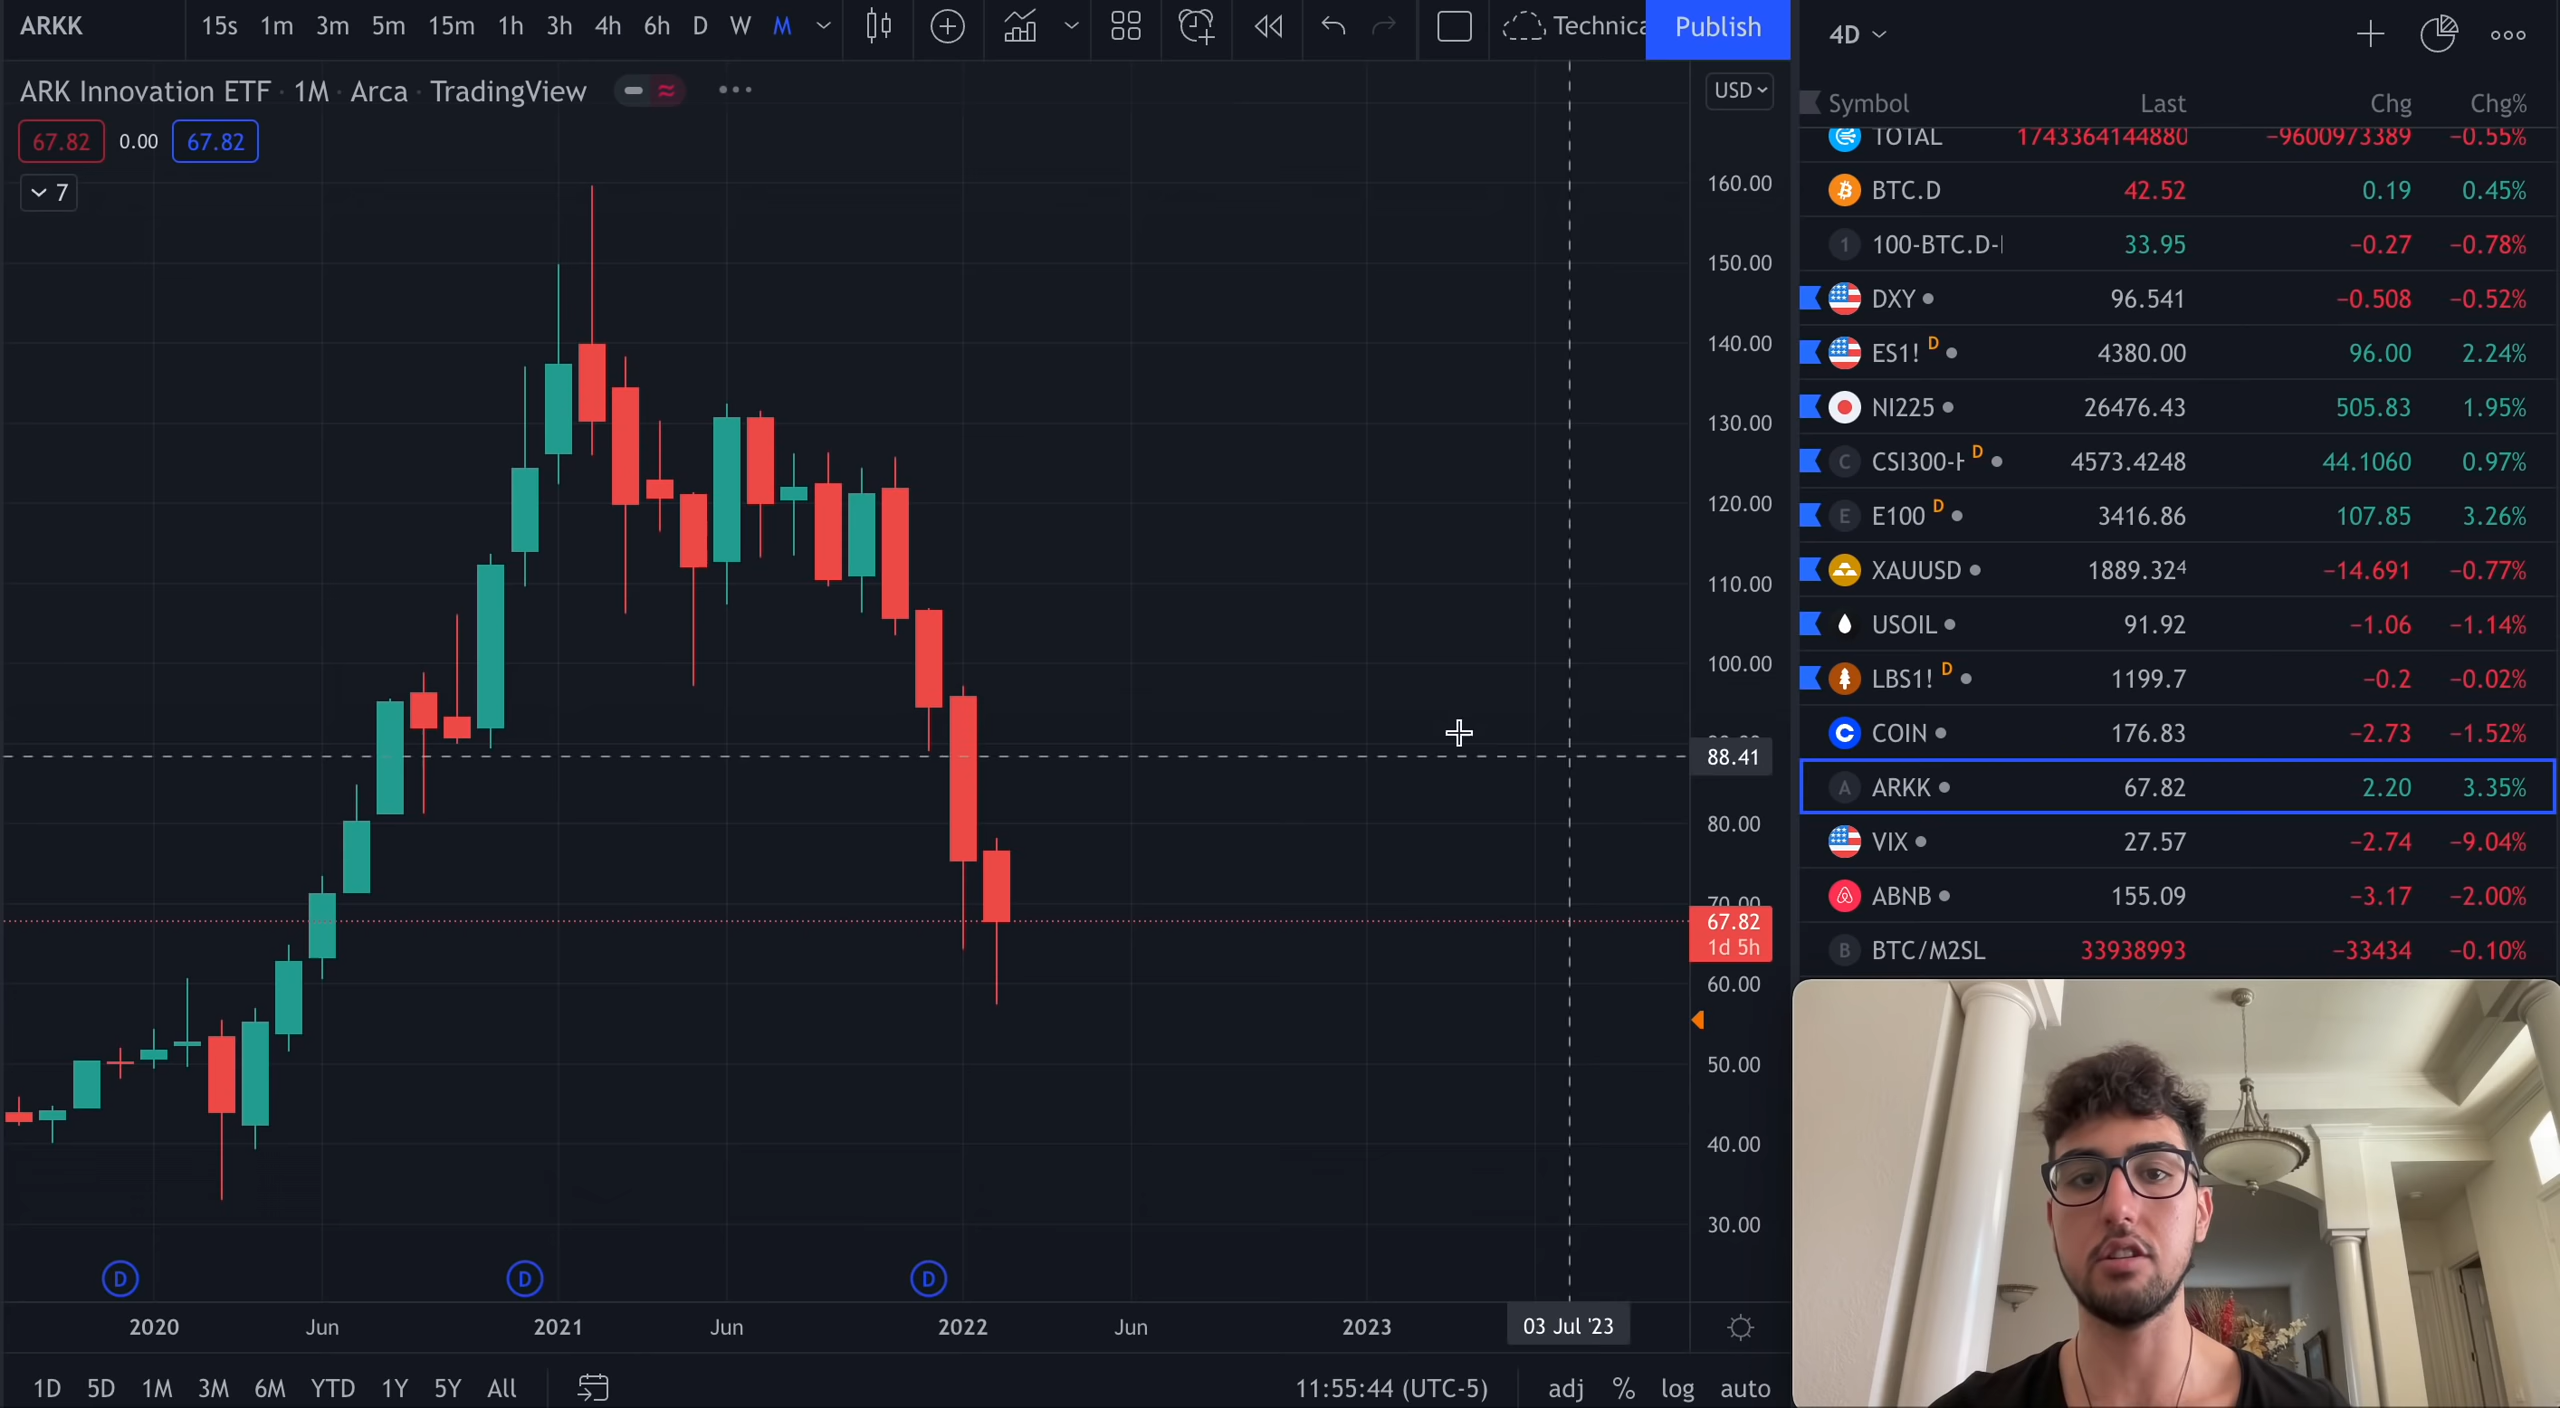 ARKK 15s 1m 3m 5m 15m 1h 3h 4h 6h D W M Technica Publish
ARK Innovation ETF · 1M · Arca · TradingView
67.82 0.00 67.82
7
USD
160.00
150.00
140.00
130.00
120.00
110.00
100.00
88.41
80.00
70.00
67.82
1d 5h
60.00
50.00
40.00
30.00
D D D
2020 Jun 2021 Jun 2022 Jun 2023 03 Jul '23
1D 5D 1M 3M 6M YTD 1Y 5Y All 11:55:44 (UTC-5) adj % log auto
4D
Symbol Last Chg Chg%
TOTAL 1743364144880 −9600973389 −0.55%
BTC.D 42.52 0.19 0.45%
1 100-BTC.D- 33.95 −0.27 −0.78%
DXY 96.541 −0.508 −0.52%
ES1! D 4380.00 96.00 2.24%
NI225 26476.43 505.83 1.95%
C CSI300- D 4573.4248 44.1060 0.97%
E E100 D 3416.86 107.85 3.26%
XAUUSD 1889.324 −14.691 −0.77%
USOIL 91.92 −1.06 −1.14%
LBS1! D 1199.7 −0.2 −0.02%
COIN 176.83 −2.73 −1.52%
A ARKK 67.82 2.20 3.35%
VIX 27.57 −2.74 −9.04%
ABNB 155.09 −3.17 −2.00%
B BTC/M2SL 33938993 −33434 −0.10%